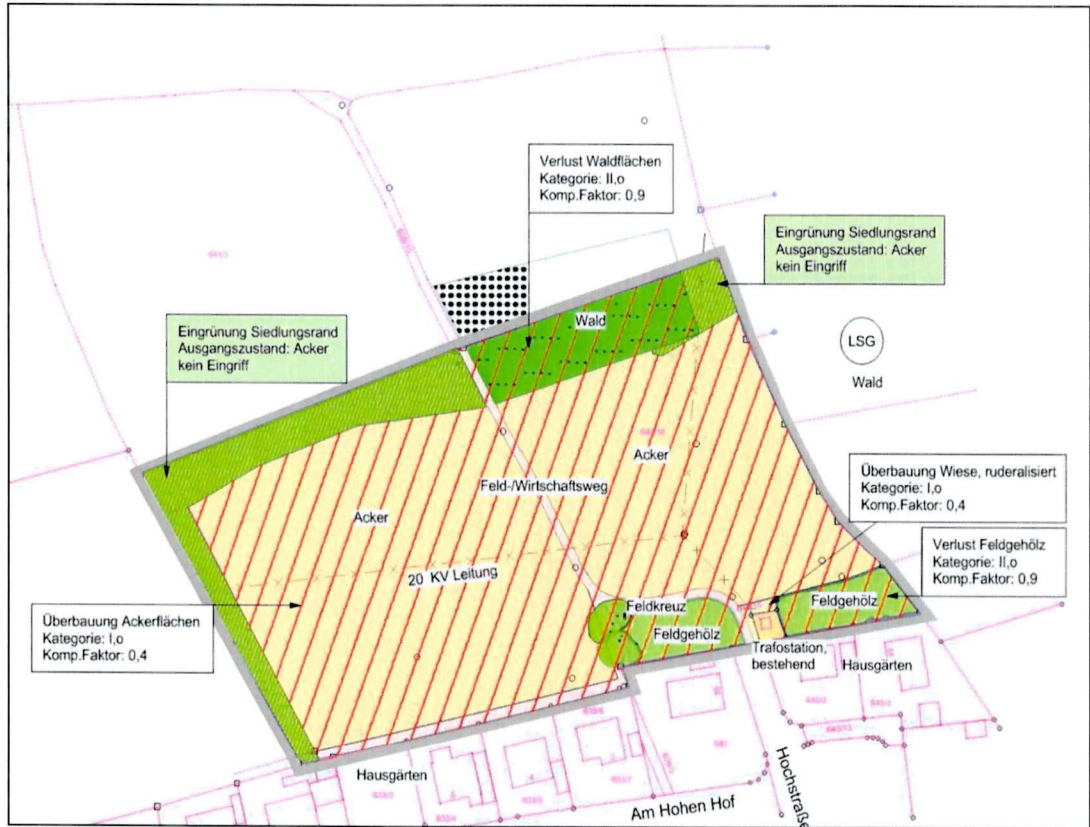 Verlust Waldflächen
Kategorie: II,o
Komp.Faktor: 0,9
Eingrünung Siedlungsrand
Ausgangszustand: Acker
kein Eingriff
Eingrünung Siedlungsrand
Ausgangszustand: Acker
kein Eingriff
Wald
LSG
Wald
Acker
Feld-/Wirtschaftsweg
Acker
Überbauung Wiese, ruderalisiert
Kategorie: I,o
Komp.Faktor: 0,4
20 KV Leitung
Verlust Feldgehölz
Kategorie: II,o
Komp.Faktor: 0,9
Überbauung Ackerflächen
Kategorie: I,o
Komp.Faktor: 0,4
Feldkreuz
Feldgehölz
Feldgehölz
Trafostation,
bestehend
Hausgärten
Hausgärten
Am Hohen Hof
Hochstraße